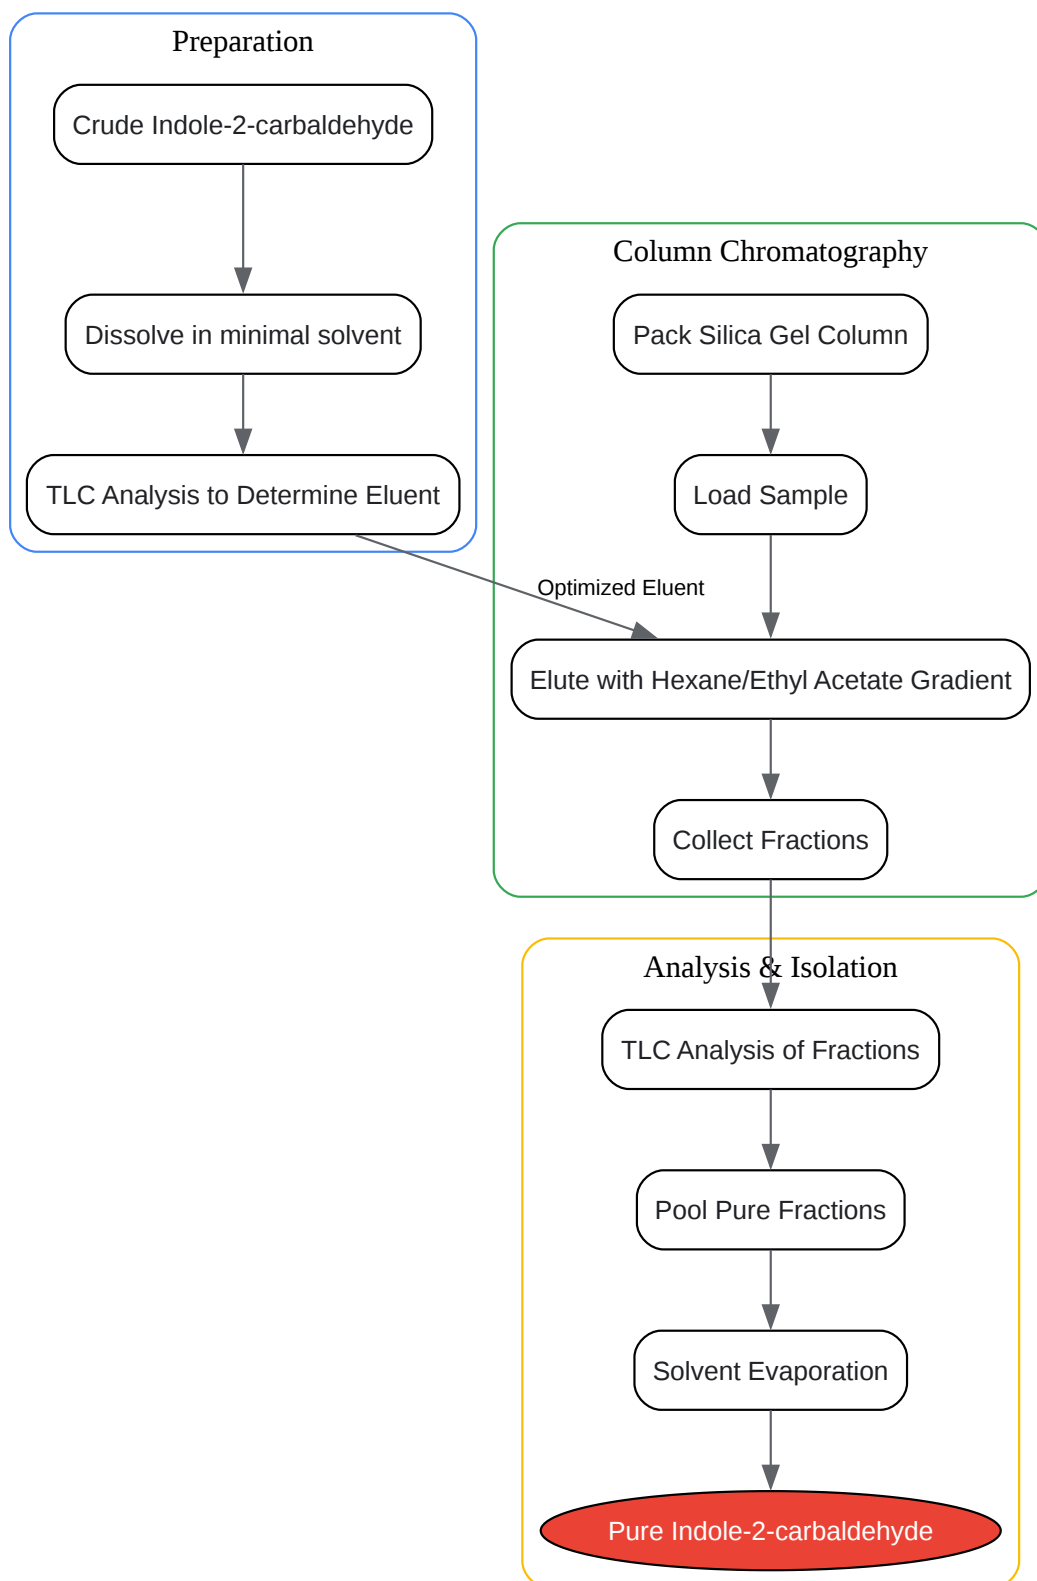 Preparation
Crude Indole-2-carbaldehyde
Dissolve in minimal solvent
TLC Analysis to Determine Eluent
Optimized Eluent
Column Chromatography
Pack Silica Gel Column
Load Sample
Elute with Hexane/Ethyl Acetate Gradient
Collect Fractions
Analysis & Isolation
TLC Analysis of Fractions
Pool Pure Fractions
Solvent Evaporation
Pure Indole-2-carbaldehyde